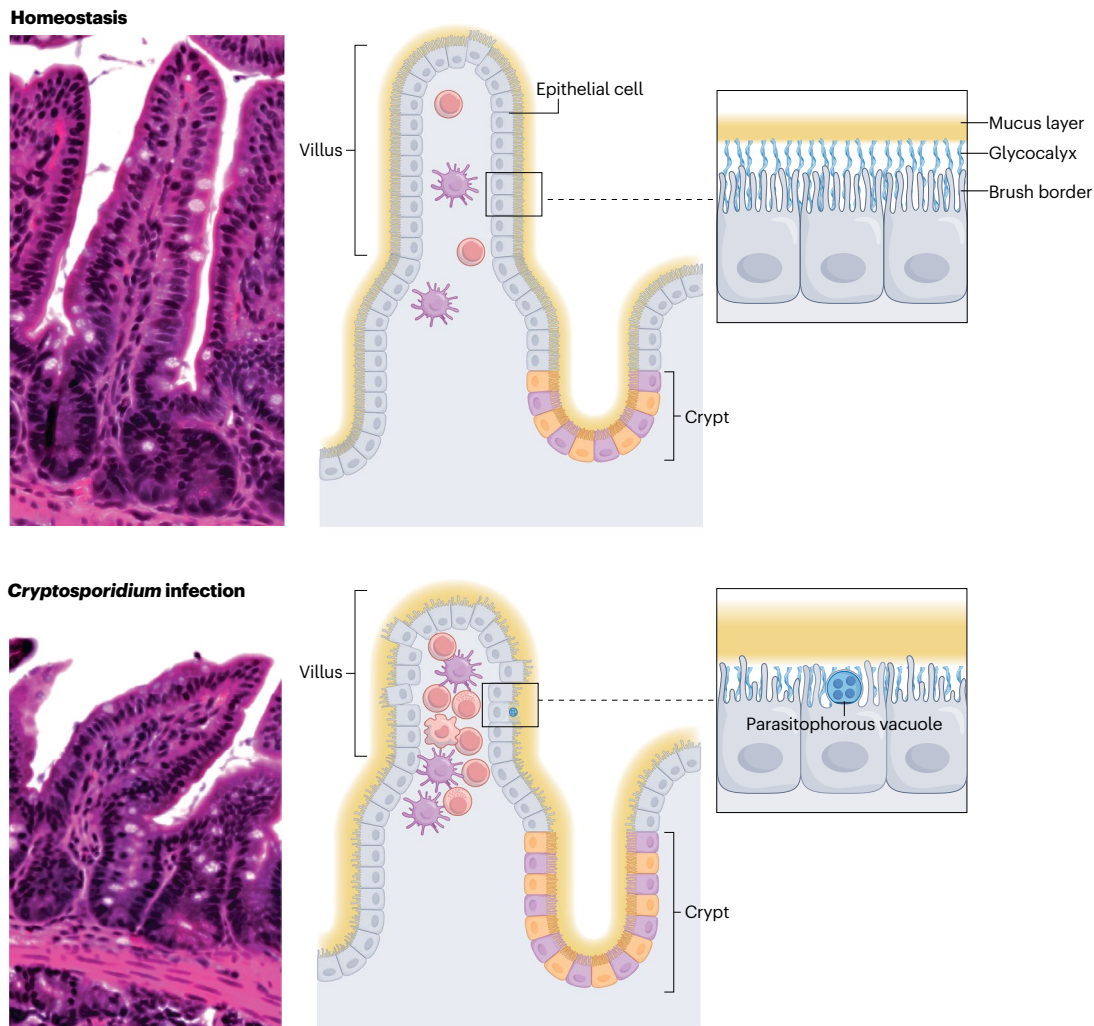 Homeostasis
Epithelial cell
Villus
Mucus layer
Glycocalyx
Brush border
Crypt
Cryptosporidium infection
Villus
Parasitophorous vacuole
Crypt